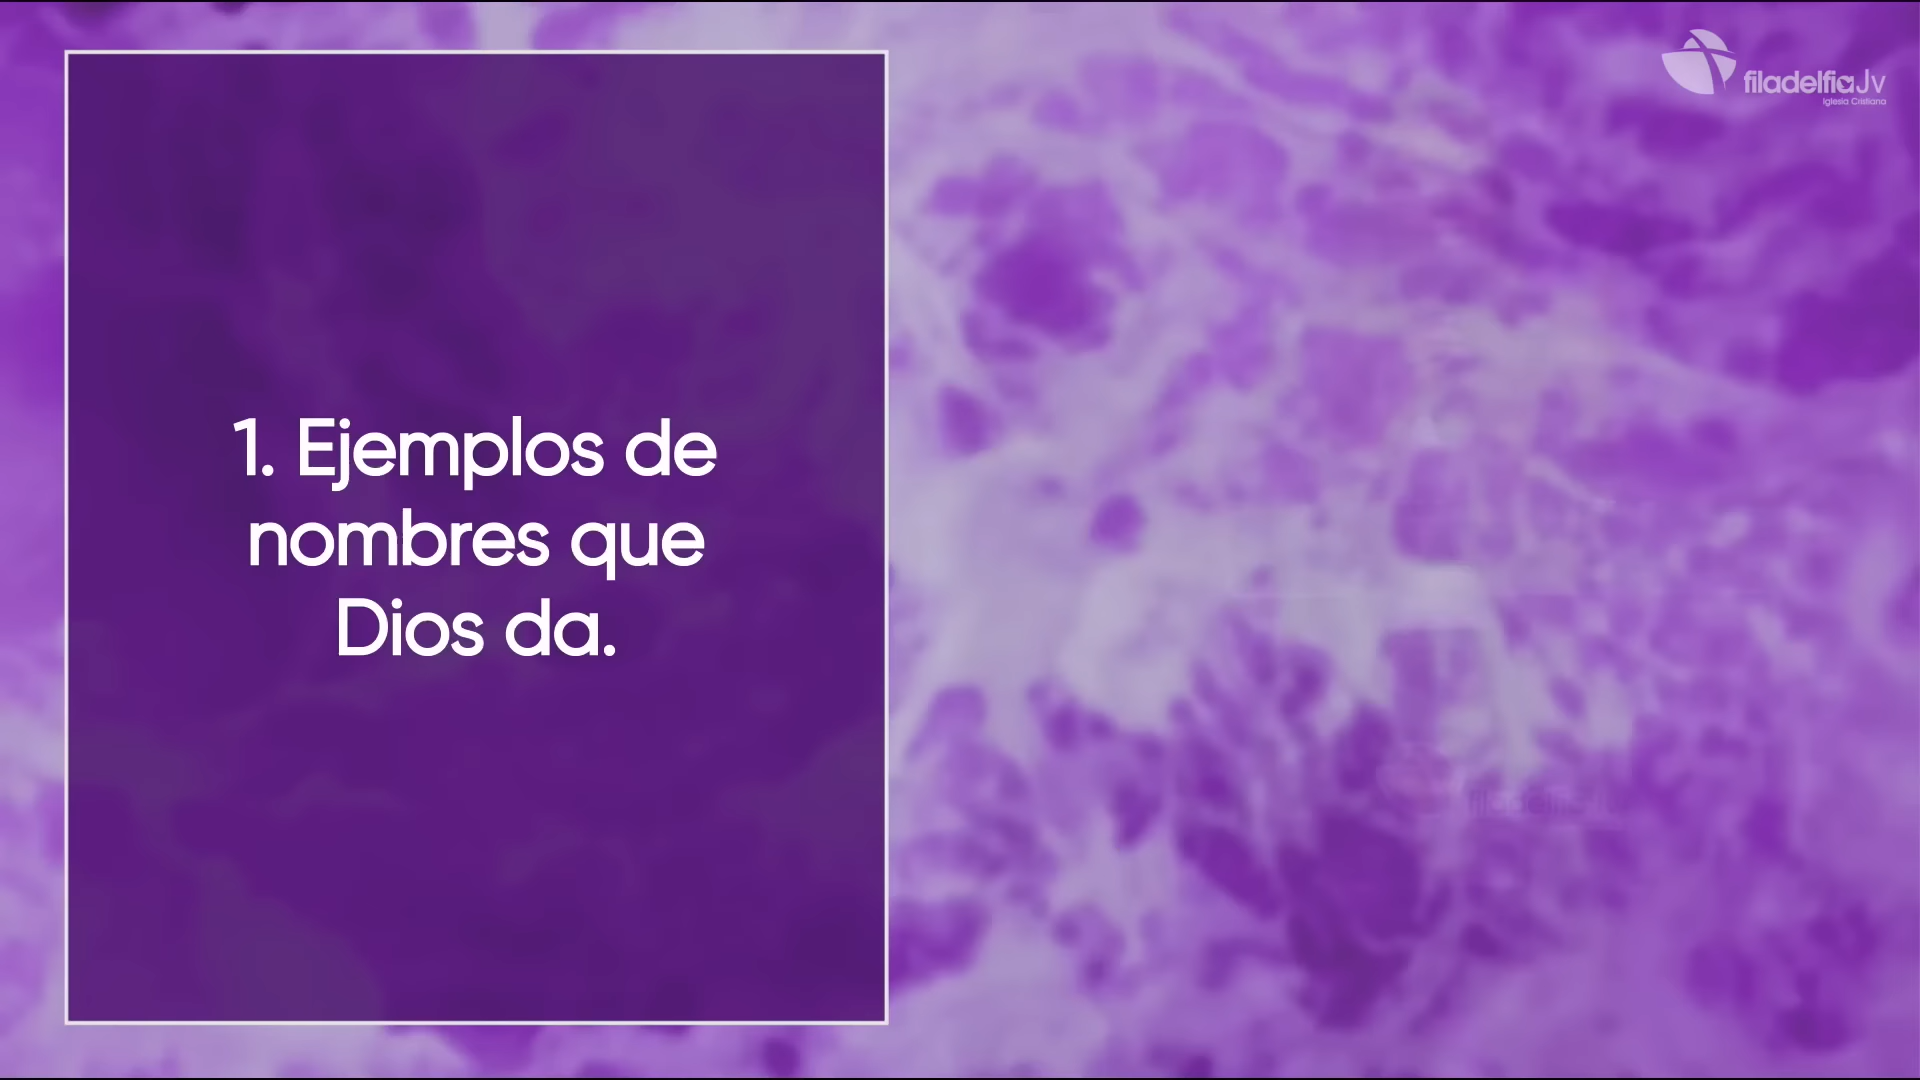 filadelfiaJv
Iglesia Cristiana
1. Ejemplos de
nombres que
Dios da.